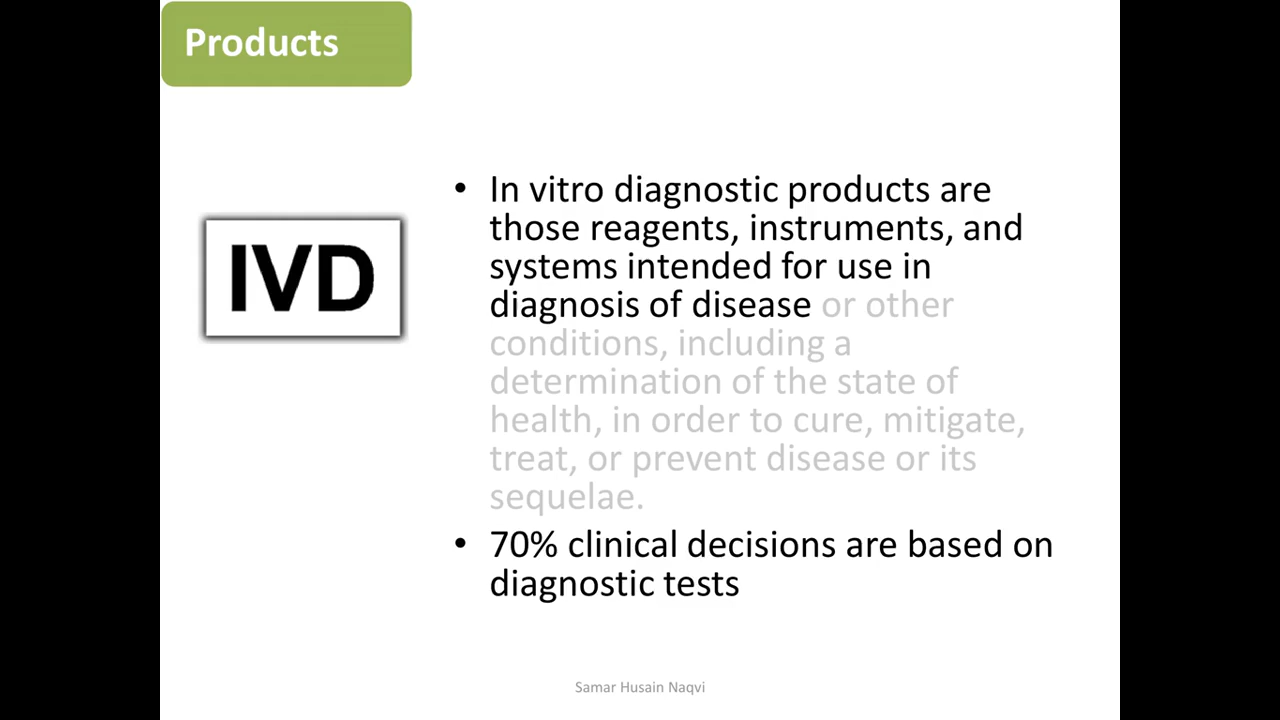 Products
IVD
• In vitro diagnostic products are
those reagents, instruments, and
systems intended for use in
diagnosis of disease or other
conditions, including a
determination of the state of
health, in order to cure, mitigate,
treat, or prevent disease or its
sequelae.
• 70% clinical decisions are based on
diagnostic tests
Samar Husain Naqvi